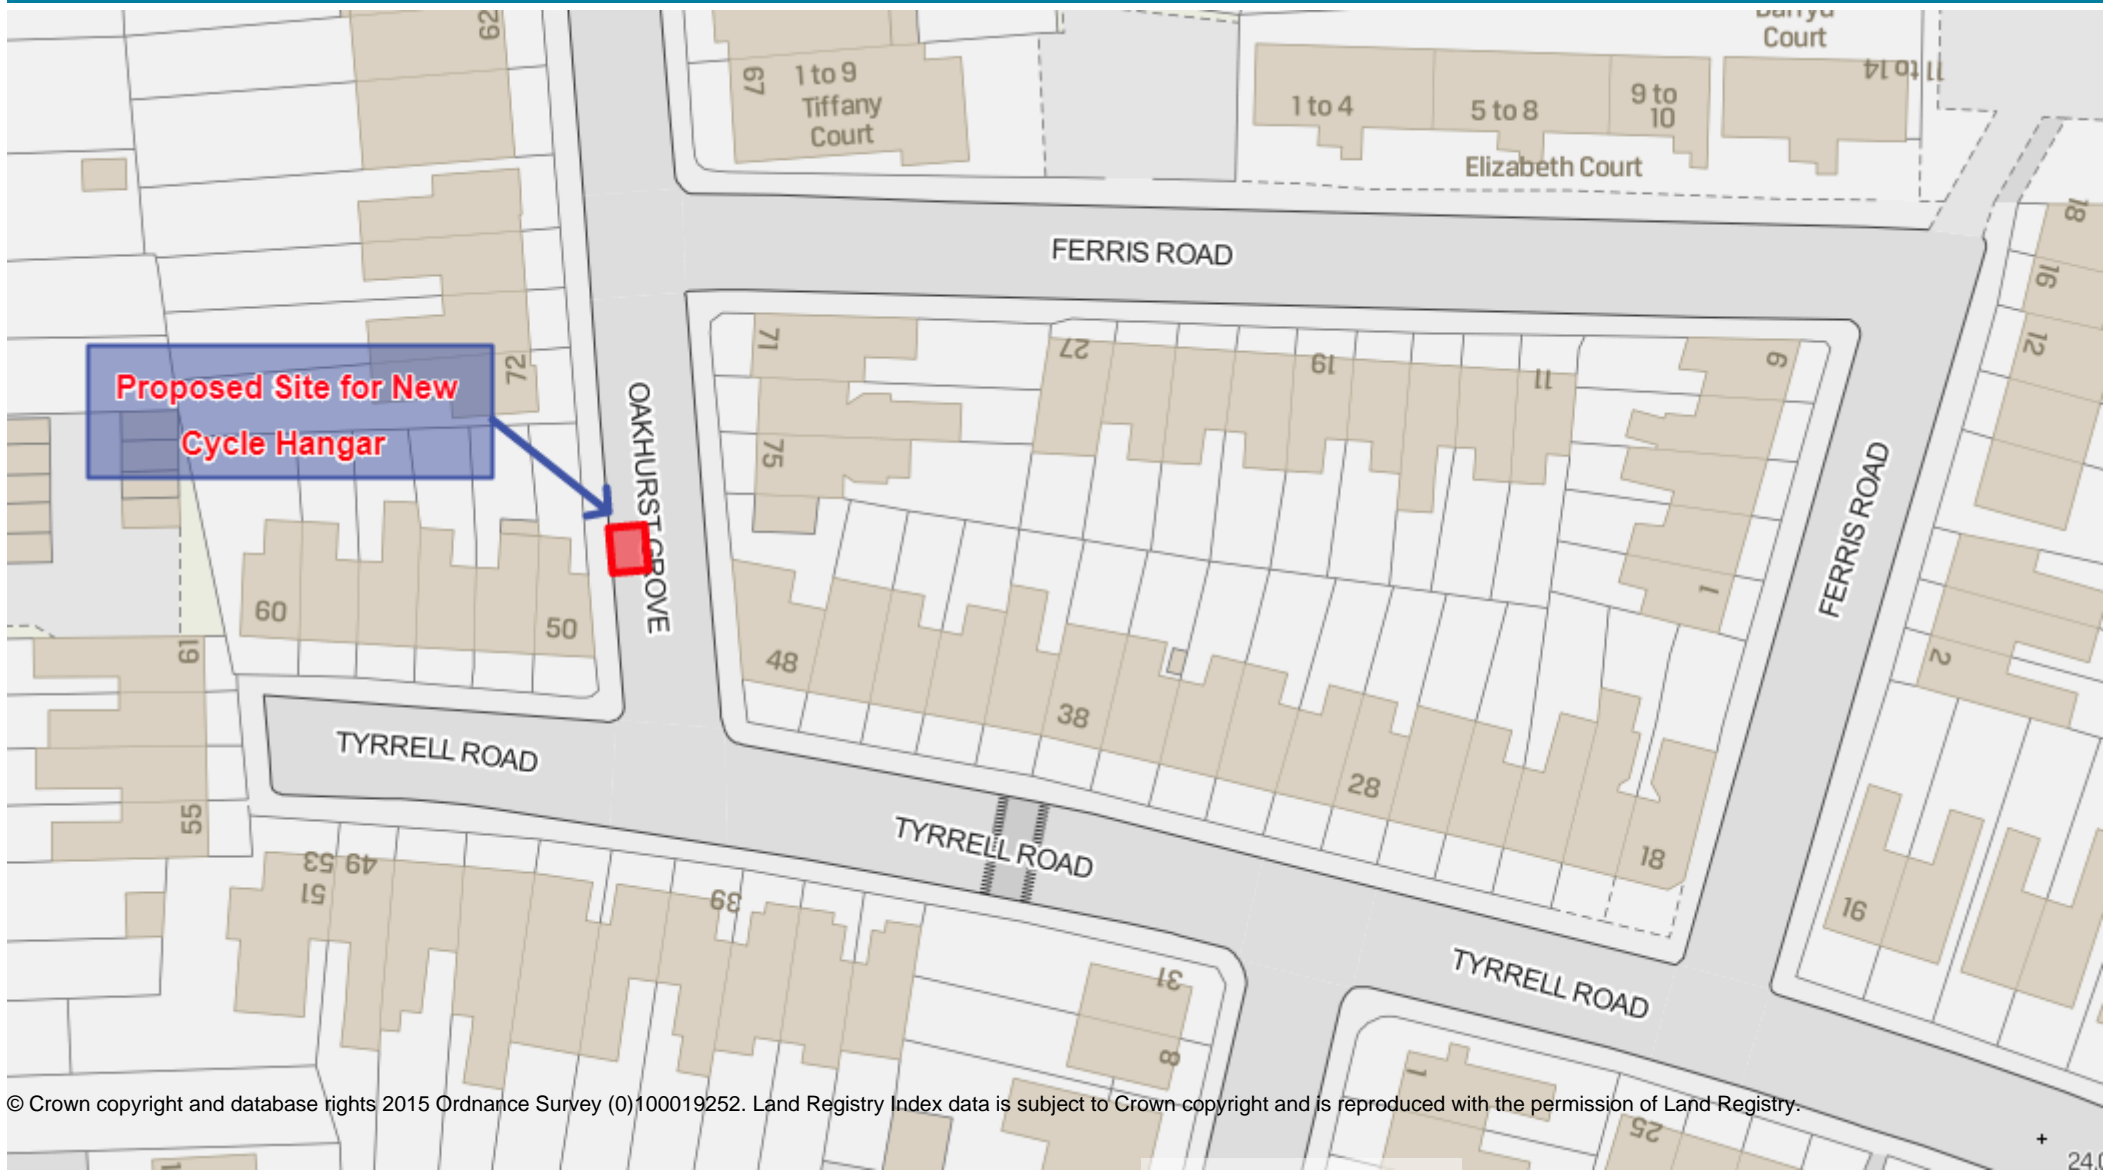 62
67
1 to 9
Tiffany
Court
1 to 4
5 to 8
9 to
10
Elizabeth Court
Court
11 to 14
18
16
12
FERRIS ROAD
71
27
19
11
9
72
Proposed Site for New
Cycle Hangar
OAKHURST GROVE
75
FERRIS ROAD
1
2
60
50
61
48
38
28
18
TYRRELL ROAD
55
TYRRELL ROAD
53
49
51
39
16
31
8
TYRRELL ROAD
1
25
© Crown copyright and database rights 2015 Ordnance Survey (0)100019252. Land Registry Index data is subject to Crown copyright and is reproduced with the permission of Land Registry.